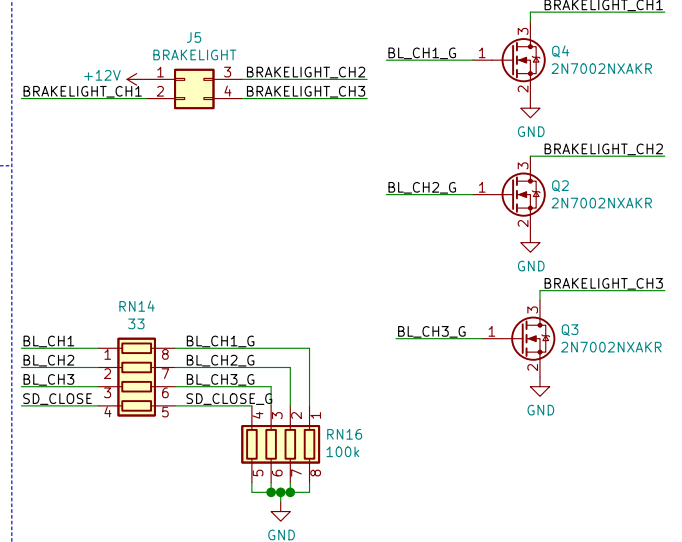 BRAKELIGHT_CH1
J5
BRAKELIGHT
+12V
1
3
BRAKELIGHT_CH2
BRAKELIGHT_CH1
2
4
BRAKELIGHT_CH3
BL_CH1_G
1
3
2
Q4
2N7002NXAKR
GND
BRAKELIGHT_CH2
BL_CH2_G
1
3
2
Q2
2N7002NXAKR
GND
BRAKELIGHT_CH3
BL_CH3_G
1
3
2
Q3
2N7002NXAKR
GND
RN14
33
BL_CH1
1
8
BL_CH1_G
BL_CH2
2
7
BL_CH2_G
BL_CH3
3
6
BL_CH3_G
SD_CLOSE
4
5
SD_CLOSE_G
4
3
2
1
RN16
100k
5
6
7
8
GND